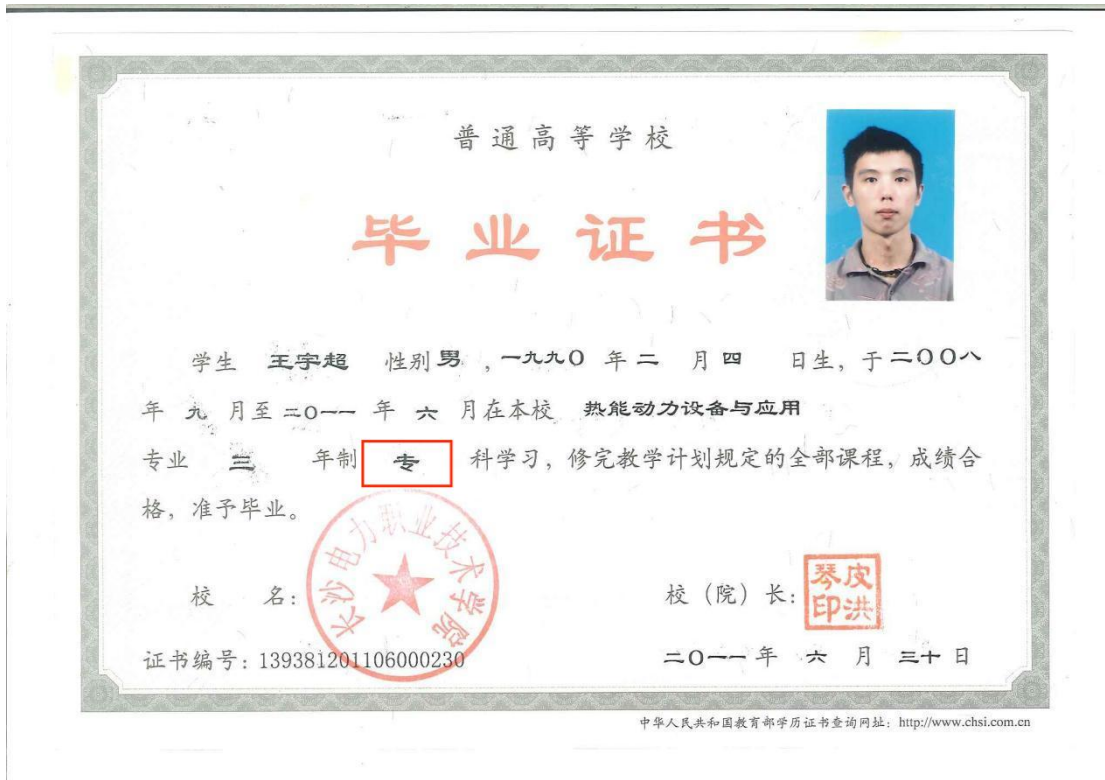 普通高等学校
毕业证书
学生 王宇超 性别 男 ,一九九0 年 二 月 四 日生,于 二00八
年 九 月至 二0一一 年 六 月在本校 热能动力设备与应用
专业 三 年制 专 科学习,修完教学计划规定的全部课程,成绩合
格,准予毕业。
长沙电力职业技术学院
校 名:
校(院)长:
皮洪琴印
证书编号:139381201106000230
二0一一 年 六 月 三十 日
中华人民共和国教育部学历证书查询网址:http://www.chsi.com.cn